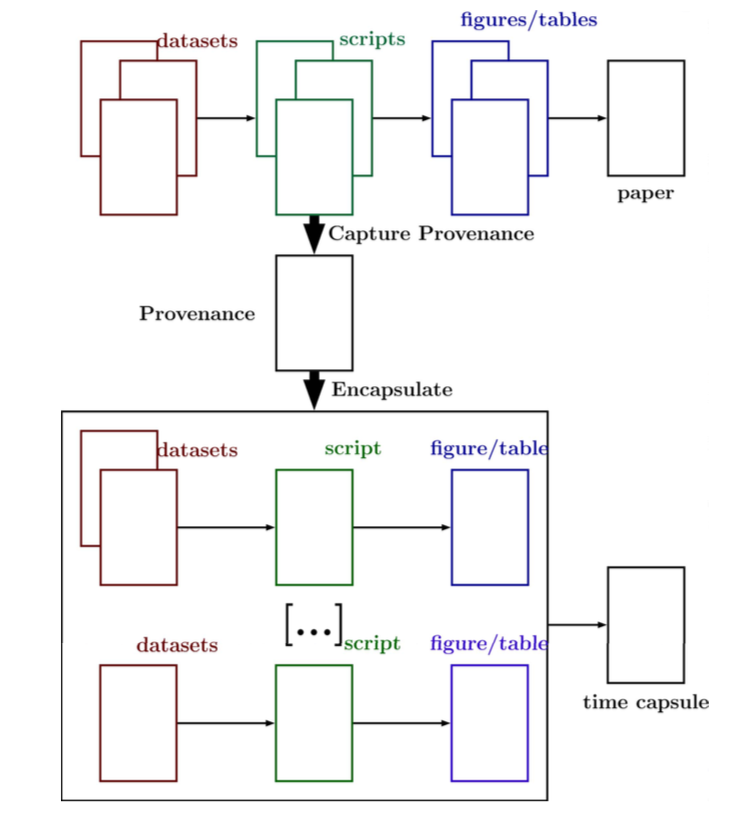 figures/tables
datasets
scripts
paper
Capture Provenance
Provenance
Encapsulate
datasets
script
figure/table
[...]
datasets
script
figure/table
time capsule